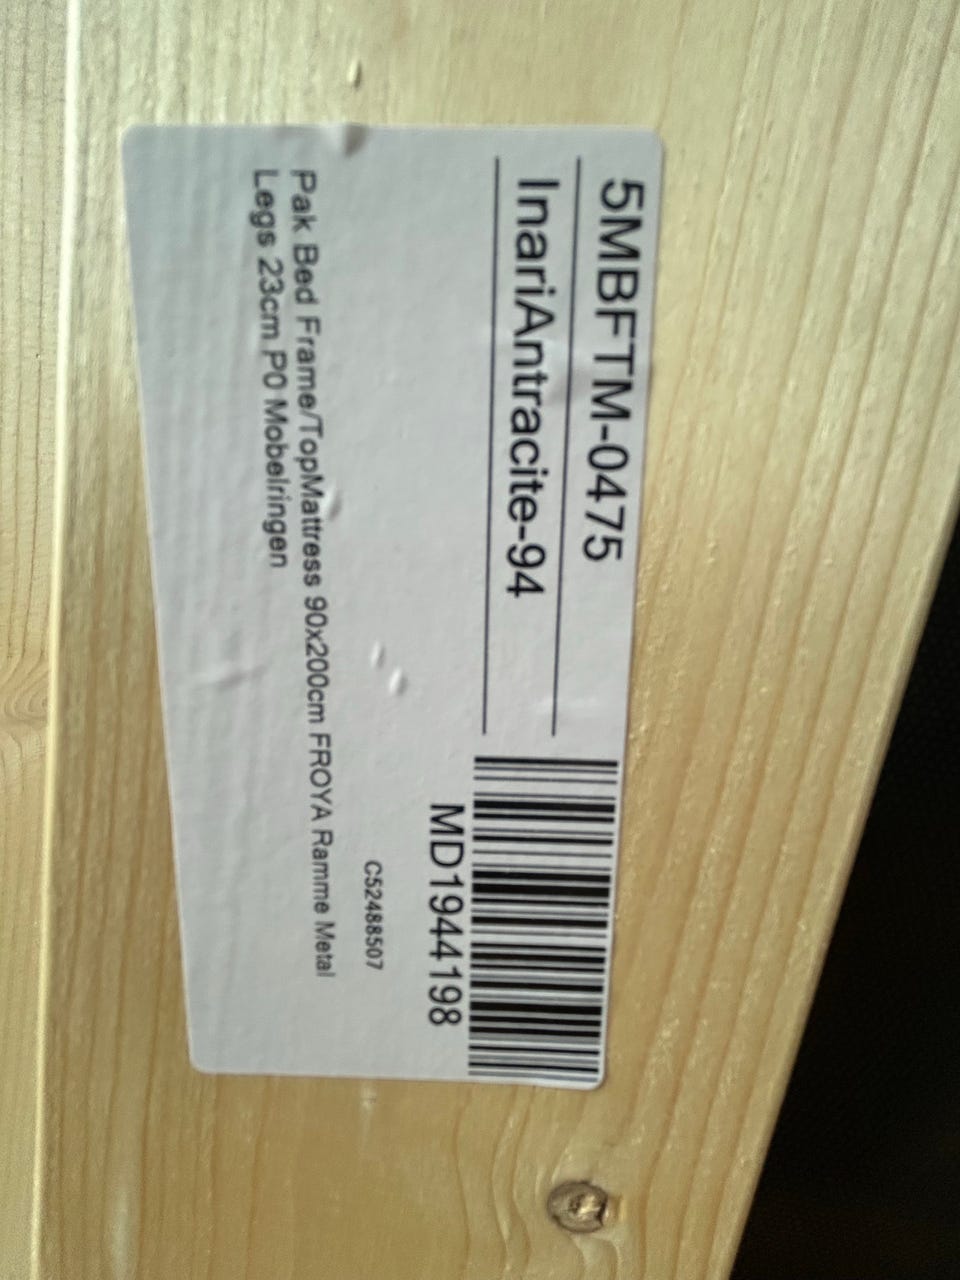 5MBFTM-0475
InariAntracite-94
MD1944198
C52488507
Pak Bed Frame/TopMattress 90x200cm FROYA Ramme Metal
Legs 23cm P0 Mobelringen